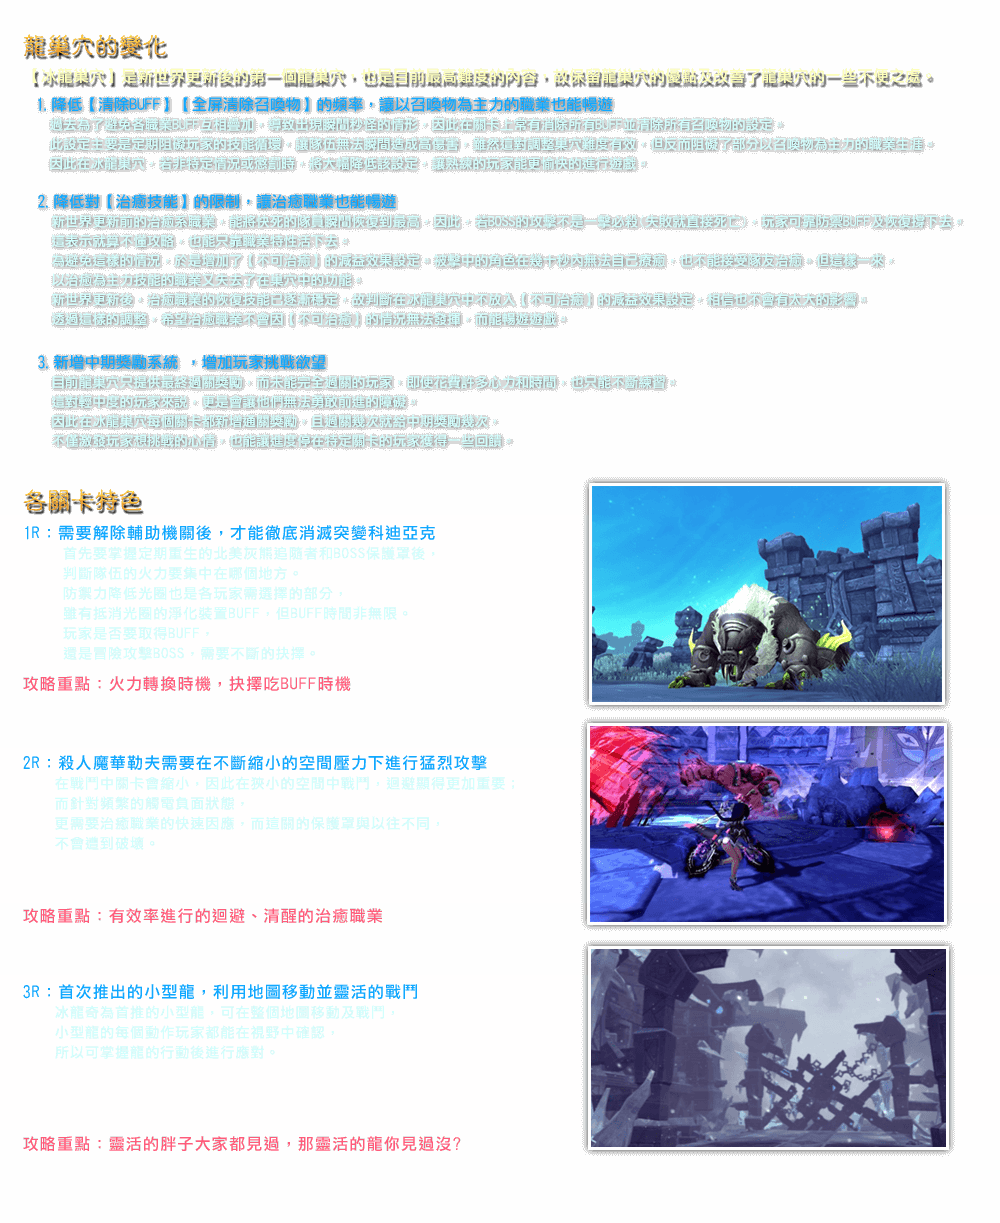 龍巢穴的變化
【冰龍巢穴】是新世界更新後的第一個龍巢穴，也是目前最高難度的內容，故保留龍巢穴的優點及改善了龍巢穴的一些不便之處。
1. 降低【清除BUFF】【全屏清除召喚物】的頻率，讓以召喚物為主力的職業也能暢遊
過去為了避免各職業BUFF互相疊加，導致出現瞬間秒怪的情形，因此在關卡上常有消除所有BUFF並清除所有召喚物的設定。
此設定主要是定期阻礙玩家的技能循環，讓隊伍無法瞬間造成高傷害，雖然這對調整巢穴難度有效，但反而阻礙了部分以召喚物為主力的職業生涯。
因此在冰龍巢穴，若非特定情況或懲罰時，將大幅降低該設定，讓熟練的玩家能更愉快的進行遊戲。
2. 降低對【治癒技能】的限制，讓治癒職業也能暢遊
新世界更新前的治癒系職業，能將快死的隊員瞬間恢復到最高，因此，若BOSS的攻擊不是一擊必殺(失敗就直接死亡)，玩家可靠防禦BUFF及恢復撐下去。
這表示就算不懂攻略，也能只靠職業特性活下去。
為避免這樣的情況，於是增加了【不可治癒】的減益效果設定，被擊中的角色在幾十秒內無法自己療癒，也不能接受隊友治癒，但這樣一來，
以治癒為主力技能的職業又失去了在巢穴中的功能。
新世界更新後，治癒職業的恢復技能已逐漸穩定，故判斷在冰龍巢穴中不放入【不可治癒】的減益效果設定，相信也不會有太大的影響。
透過這樣的調整，希望治癒職業不會因【不可治癒】的情況無法發揮，而能暢遊遊戲。
3. 新增中期獎勵系統 ，增加玩家挑戰欲望
目前龍巢穴只提供最終過關獎勵，而未能完全過關的玩家，即使花費許多心力和時間，也只能不斷練習。
這對輕中度的玩家來說，更是會讓他們無法勇敢前進的障礙。
因此在冰龍巢穴每個關卡都新增通關獎勵，且過關幾次就給中期獎勵幾次。
不僅激發玩家想挑戰的心情，也能讓進度停在特定關卡的玩家獲得一些回饋。
各關卡特色
1R：需要解除輔助機關後，才能徹底消滅突變科迪亞克
首先要掌握定期重生的北美灰熊追隨者和BOSS保護罩後，
判斷隊伍的火力要集中在哪個地方。
防禦力降低光圈也是各玩家需選擇的部分，
雖有抵消光圈的淨化裝置BUFF，但BUFF時間非無限。
玩家是否要取得BUFF，
還是冒險攻擊BOSS，需要不斷的抉擇。
攻略重點：火力轉換時機，抉擇吃BUFF時機
2R：殺人魔華勒夫需要在不斷縮小的空間壓力下進行猛烈攻擊
在戰鬥中關卡會縮小，因此在狹小的空間中戰鬥，迴避顯得更加重要；
而針對頻繁的觸電負面狀態，
更需要治癒職業的快速因應，而建議的保護罩與以往不同，
不會遭到破壞。
攻略重點：有效率進行的迴避、清醒的治癒職業
3R：首次推出的小型龍，利用地圖移動並靈活的戰鬥
冰龍奇為首推的小型龍，可在整個地圖移動及戰鬥，
小型龍的每個動作玩家都能在視野中確認，
所以可掌握龍的行動後進行應對。
攻略重點：靈活的胖子大家都見過，那靈活的龍你見過沒?